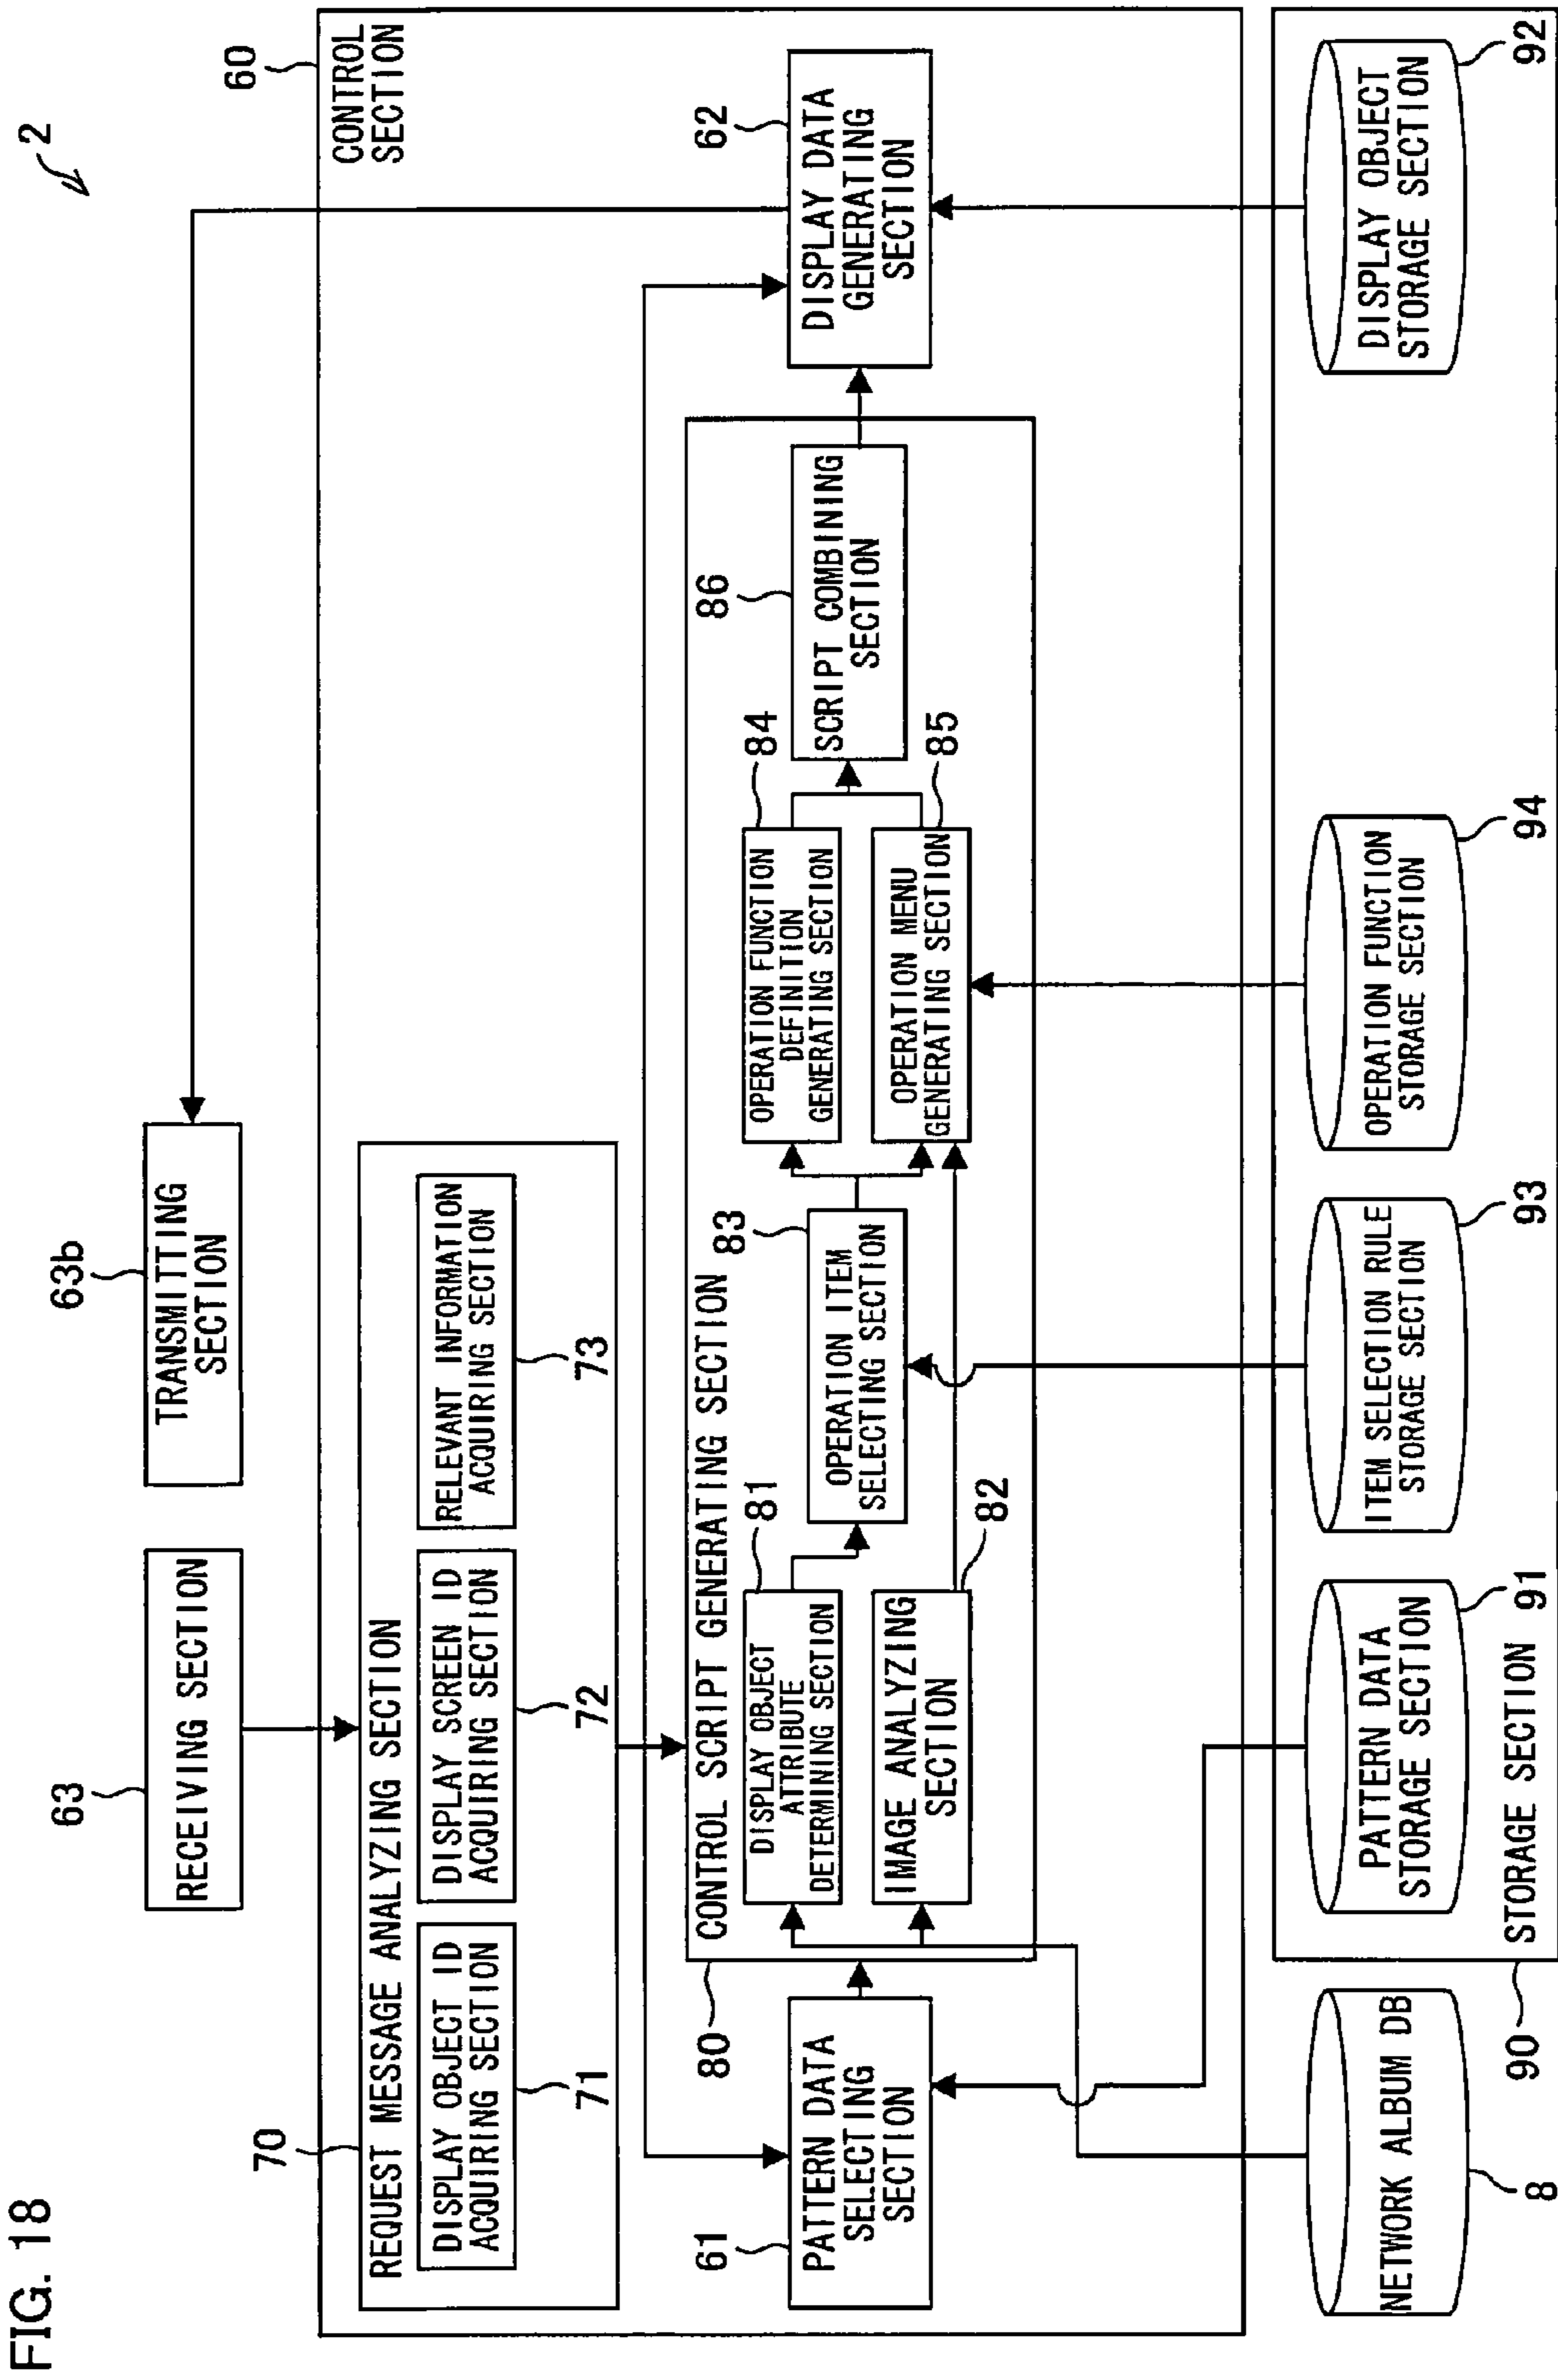 FIG. 18
2
63
RECEIVING SECTION
63b
TRANSMITTING
SECTION
60
CONTROL
SECTION
70
REQUEST MESSAGE ANALYZING SECTION
DISPLAY OBJECT ID
ACQUIRING SECTION
71
DISPLAY SCREEN ID
ACQUIRING SECTION
72
RELEVANT INFORMATION
ACQUIRING SECTION
73
61
PATTERN DATA
SELECTING
SECTION
80
CONTROL SCRIPT GENERATING SECTION
81
DISPLAY OBJECT
ATTRIBUTE
DETERMINING SECTION
IMAGE ANALYZING
SECTION
82
83
OPERATION ITEM
SELECTING SECTION
84
OPERATION FUNCTION
DEFINITION
GENERATING SECTION
OPERATION MENU
GENERATING SECTION
85
86
SCRIPT COMBINING
SECTION
62
DISPLAY DATA
GENERATING
SECTION
NETWORK ALBUM DB
8
90
STORAGE SECTION
PATTERN DATA
STORAGE SECTION
91
ITEM SELECTION RULE
STORAGE SECTION
93
OPERATION FUNCTION
STORAGE SECTION
94
DISPLAY OBJECT
STORAGE SECTION
92